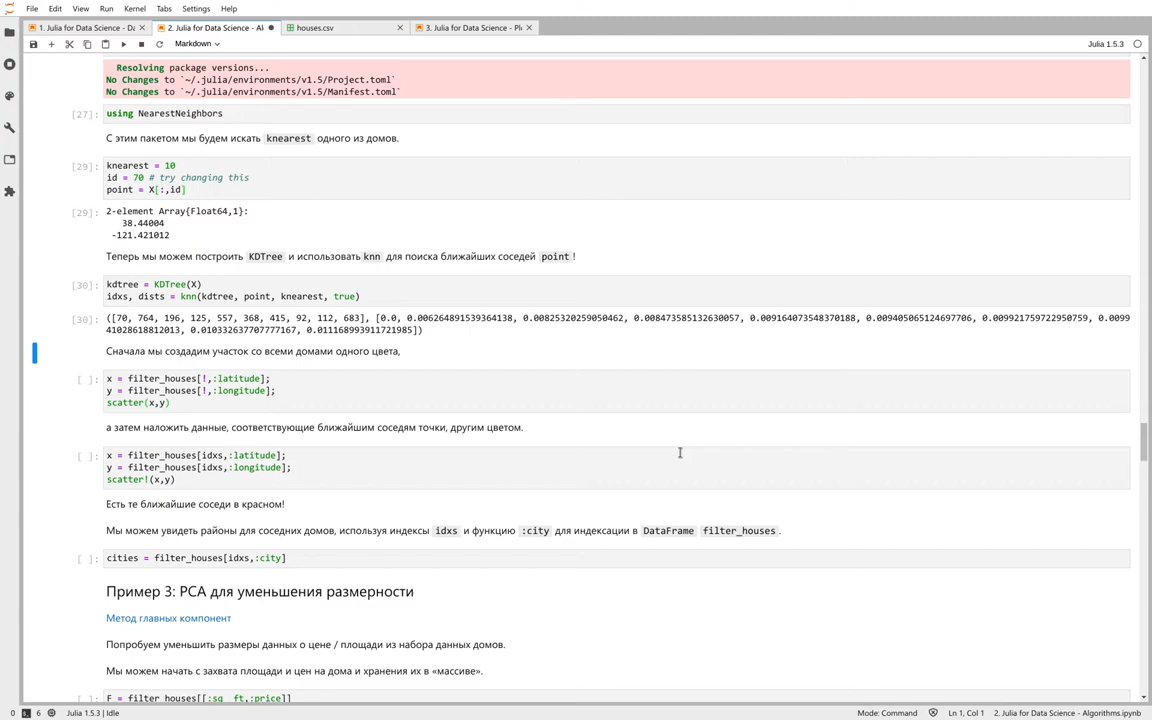 File Edit View Run Kernel Tabs Settings Help
1. Julia for Data Science - Da
2. Julia for Data Science - Al
houses.csv
3. Julia for Data Science - Plo
Markdown
Julia 1.5.3
Resolving package versions...
No Changes to `~/.julia/environments/v1.5/Project.toml`
No Changes to `~/.julia/environments/v1.5/Manifest.toml`
[27]: using NearestNeighbors
С этим пакетом мы будем искать knearest одного из домов.
[29]: knearest = 10
id = 70 # try changing this
point = X[:,id]
[29]: 2-element Array{Float64,1}:
38.44004
-121.421012
Теперь мы можем построить KDTree и использовать knn для поиска ближайших соседей point !
[30]: kdtree = KDTree(X)
idxs, dists = knn(kdtree, point, knearest, true)
[30]: ([70, 764, 196, 125, 557, 368, 415, 92, 112, 683], [0.0, 0.006264891539364138, 0.00825320259050462, 0.008473585132630057, 0.009164073548370188, 0.009405065124697706, 0.009921759722950759, 0.0099
41028618812013, 0.010332637707777167, 0.011168993911721985])
Сначала мы создадим участок со всеми домами одного цвета,
[ ]: x = filter_houses[!,:latitude];
y = filter_houses[!,:longitude];
scatter(x,y)
а затем наложить данные, соответствующие ближайшим соседям точки, другим цветом.
[ ]: x = filter_houses[idxs,:latitude];
y = filter_houses[idxs,:longitude];
scatter!(x,y)
Есть те ближайшие соседи в красном!
Мы можем увидеть районы для соседних домов, используя индексы idxs и функцию :city для индексации в DataFrame filter_houses.
[ ]: cities = filter_houses[idxs,:city]
Пример 3: PCA для уменьшения размерности
Метод главных компонент
Попробуем уменьшить размеры данных о цене / площади из набора данных домов.
Мы можем начать с захвата площади и цен на дома и хранения их в «массиве».
[ ]: F = filter_houses[[:sq__ft,:price]]
0 6 Julia 1.5.3 | Idle
Mode: Command Ln 1, Col 1 2. Julia for Data Science - Algorithms.ipynb